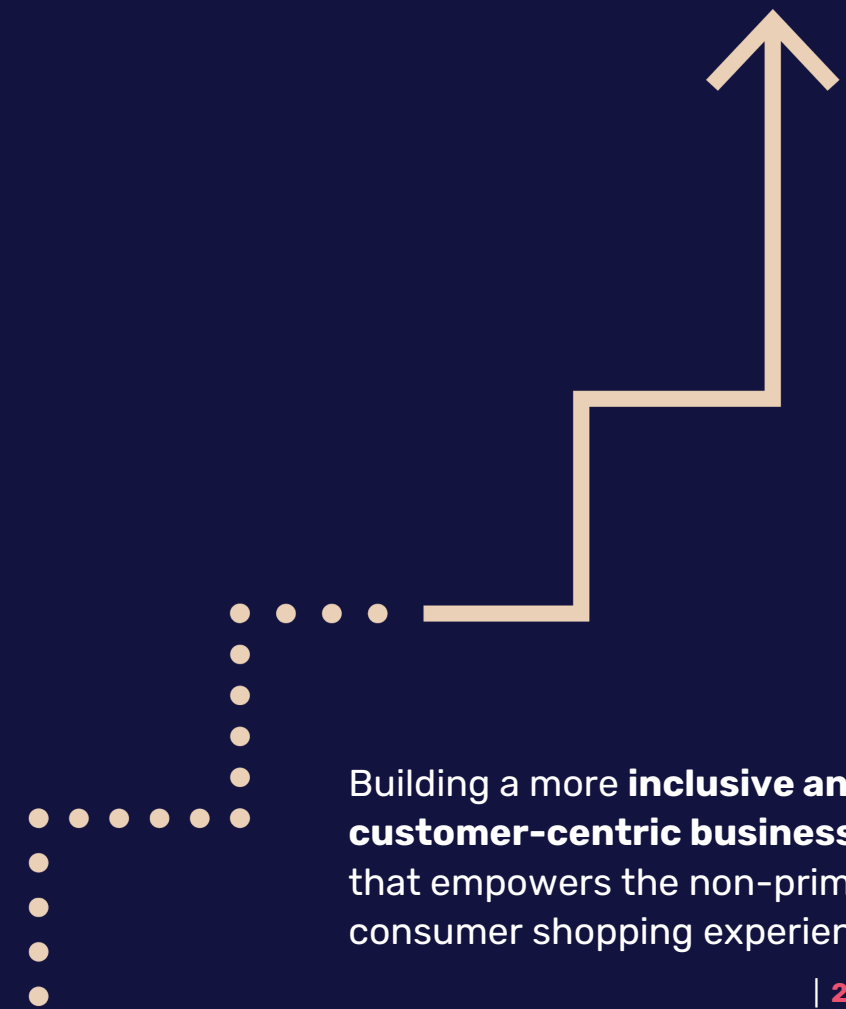 Building a more inclusive an
customer-centric business
that empowers the non-prim
consumer shopping experien
| 2